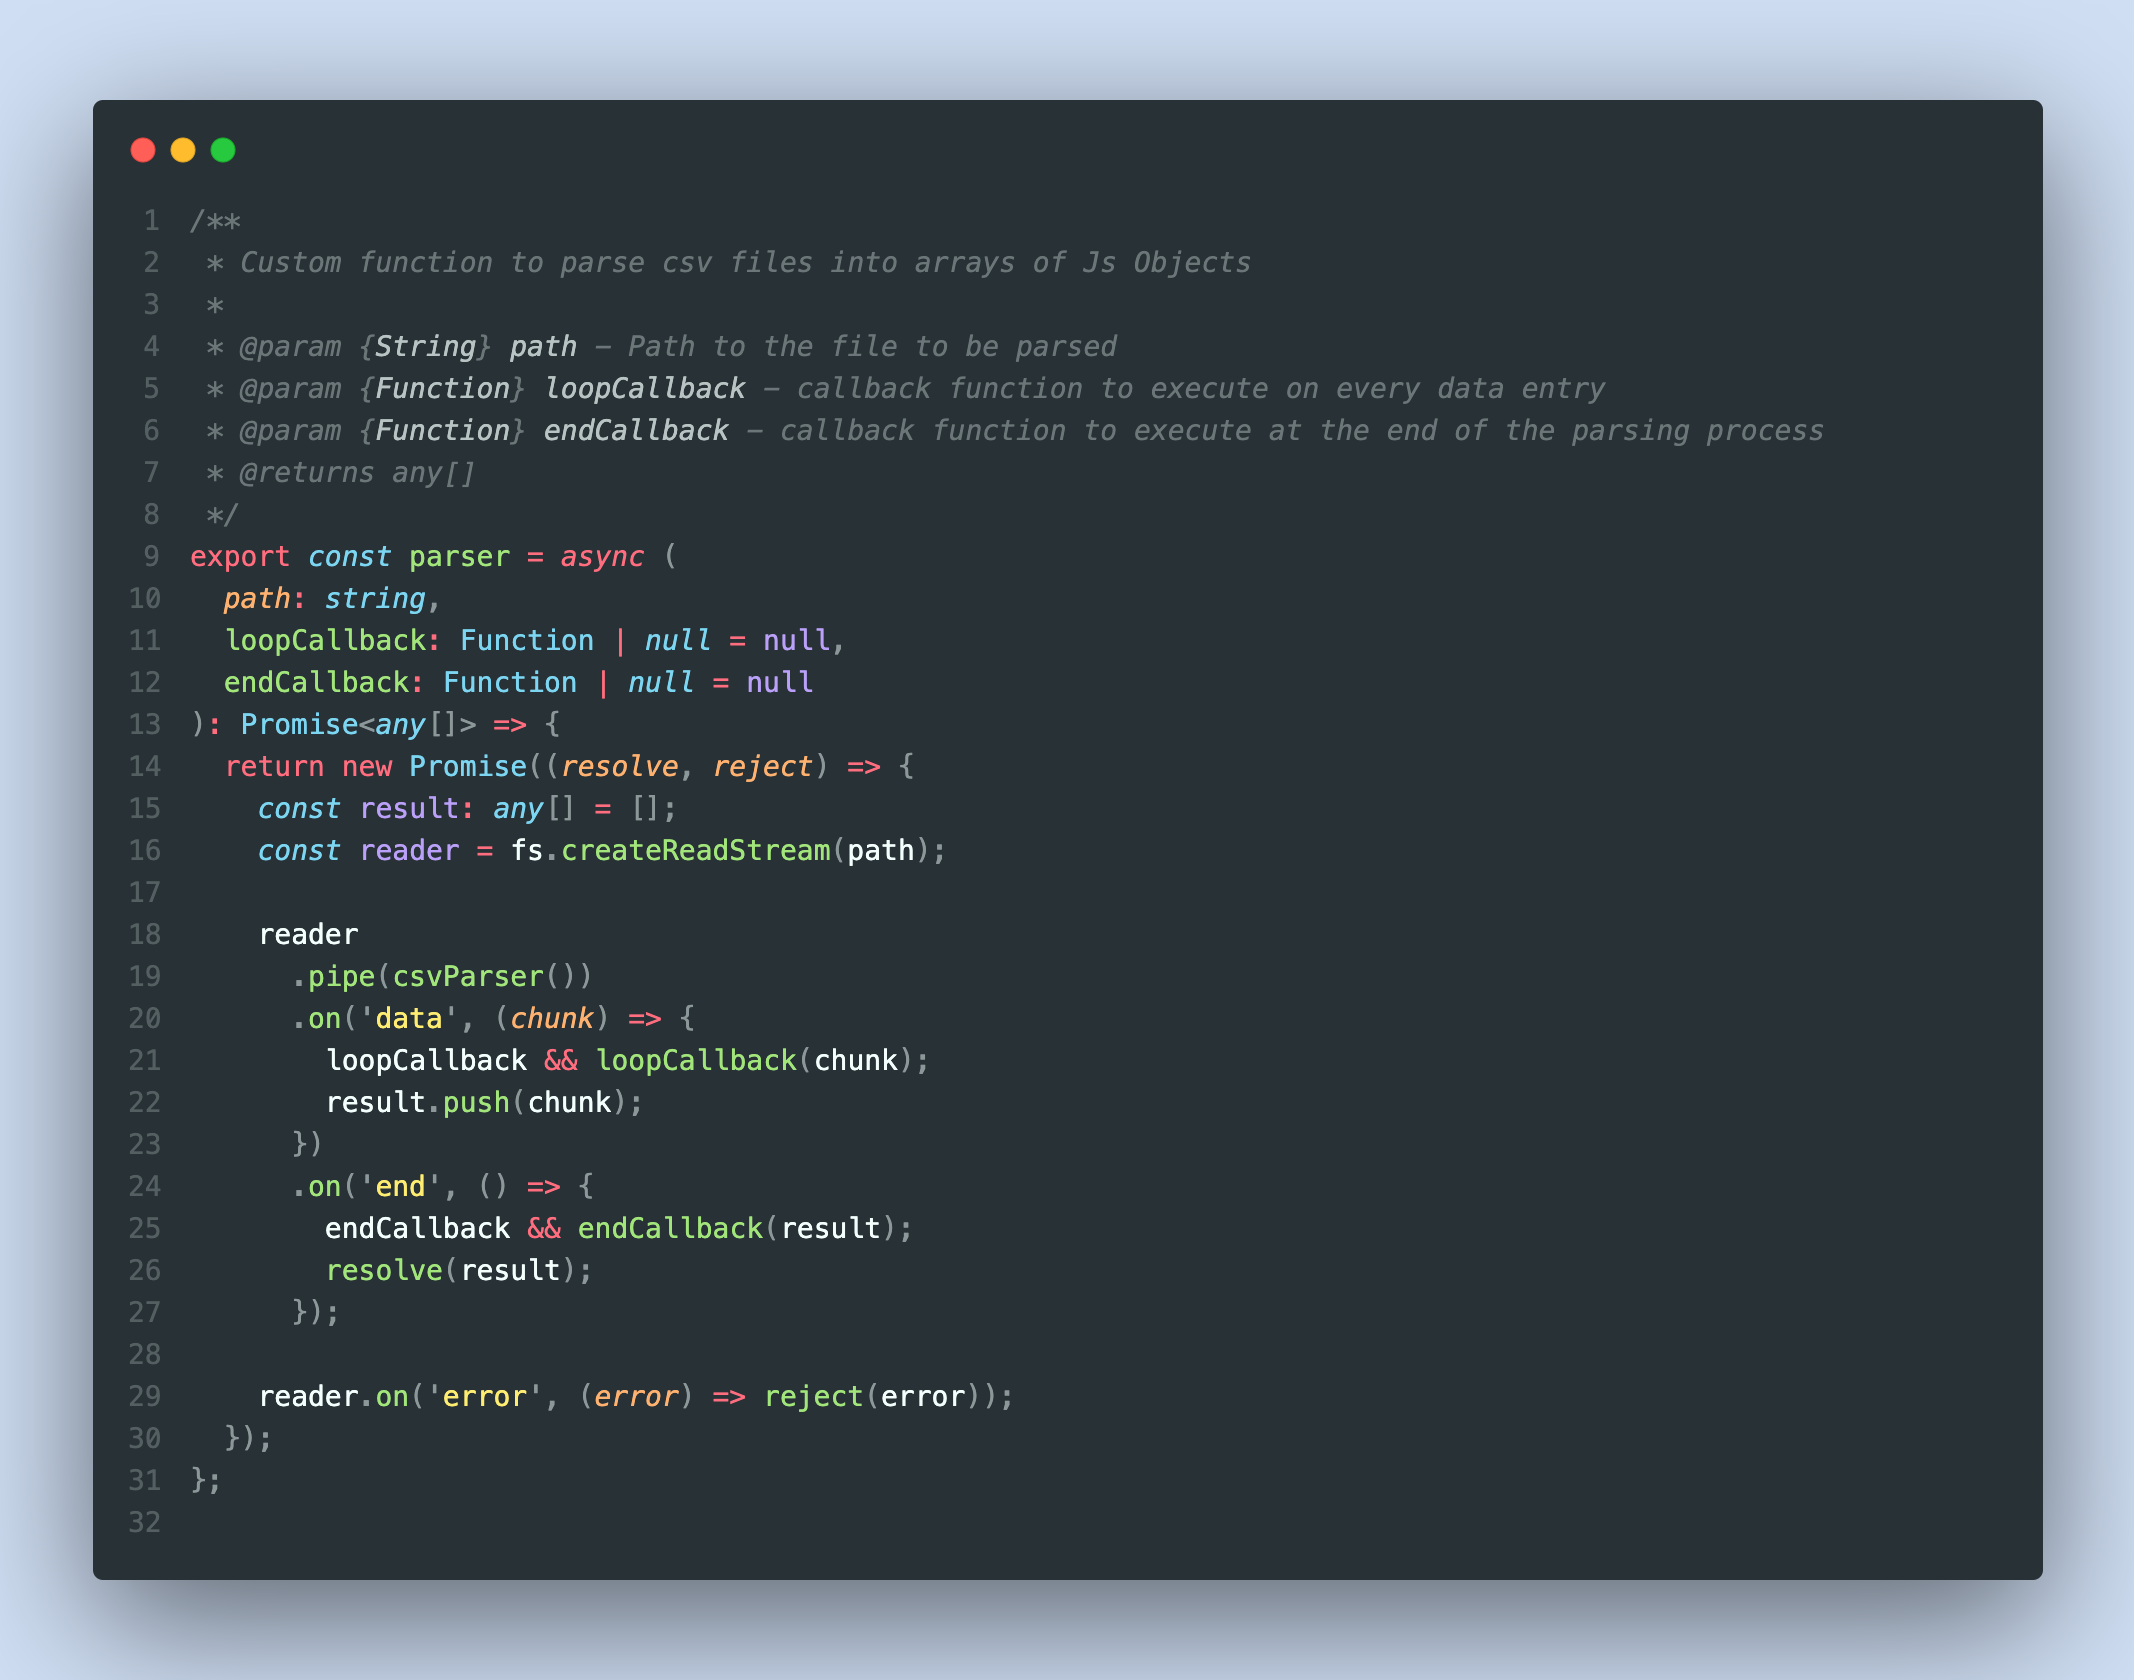 1 /**
2  * Custom function to parse csv files into arrays of Js Objects
3  *
4  * @param {String} path - Path to the file to be parsed
5  * @param {Function} loopCallback - callback function to execute on every data entry
6  * @param {Function} endCallback - callback function to execute at the end of the parsing process
7  * @returns any[]
8  */
9 export const parser = async (
10   path: string,
11   loopCallback: Function | null = null,
12   endCallback: Function | null = null
13 ): Promise<any[]> => {
14   return new Promise((resolve, reject) => {
15     const result: any[] = [];
16     const reader = fs.createReadStream(path);
17
18     reader
19       .pipe(csvParser())
20       .on('data', (chunk) => {
21         loopCallback && loopCallback(chunk);
22         result.push(chunk);
23       })
24       .on('end', () => {
25         endCallback && endCallback(result);
26         resolve(result);
27       });
28
29     reader.on('error', (error) => reject(error));
30   });
31 };
32